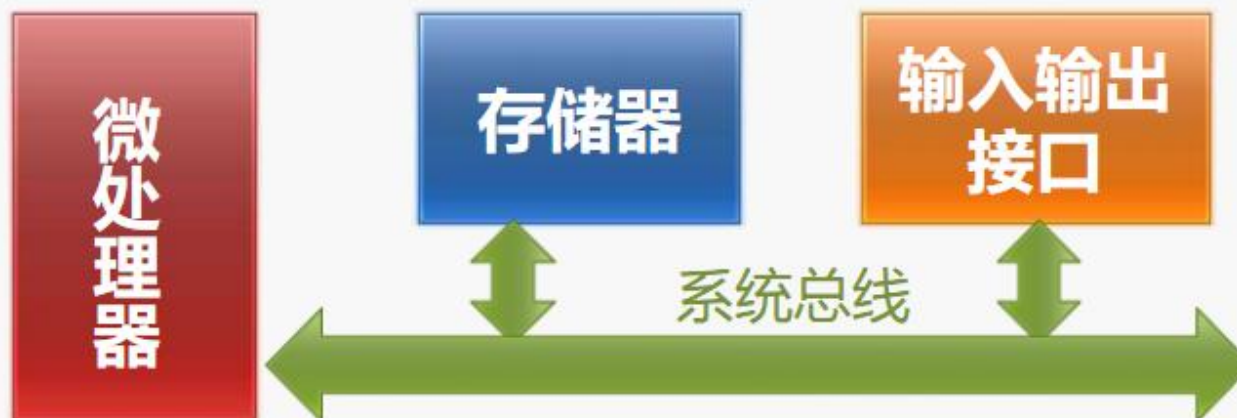 微处理器
存储器
输入输出
接口
系统总线